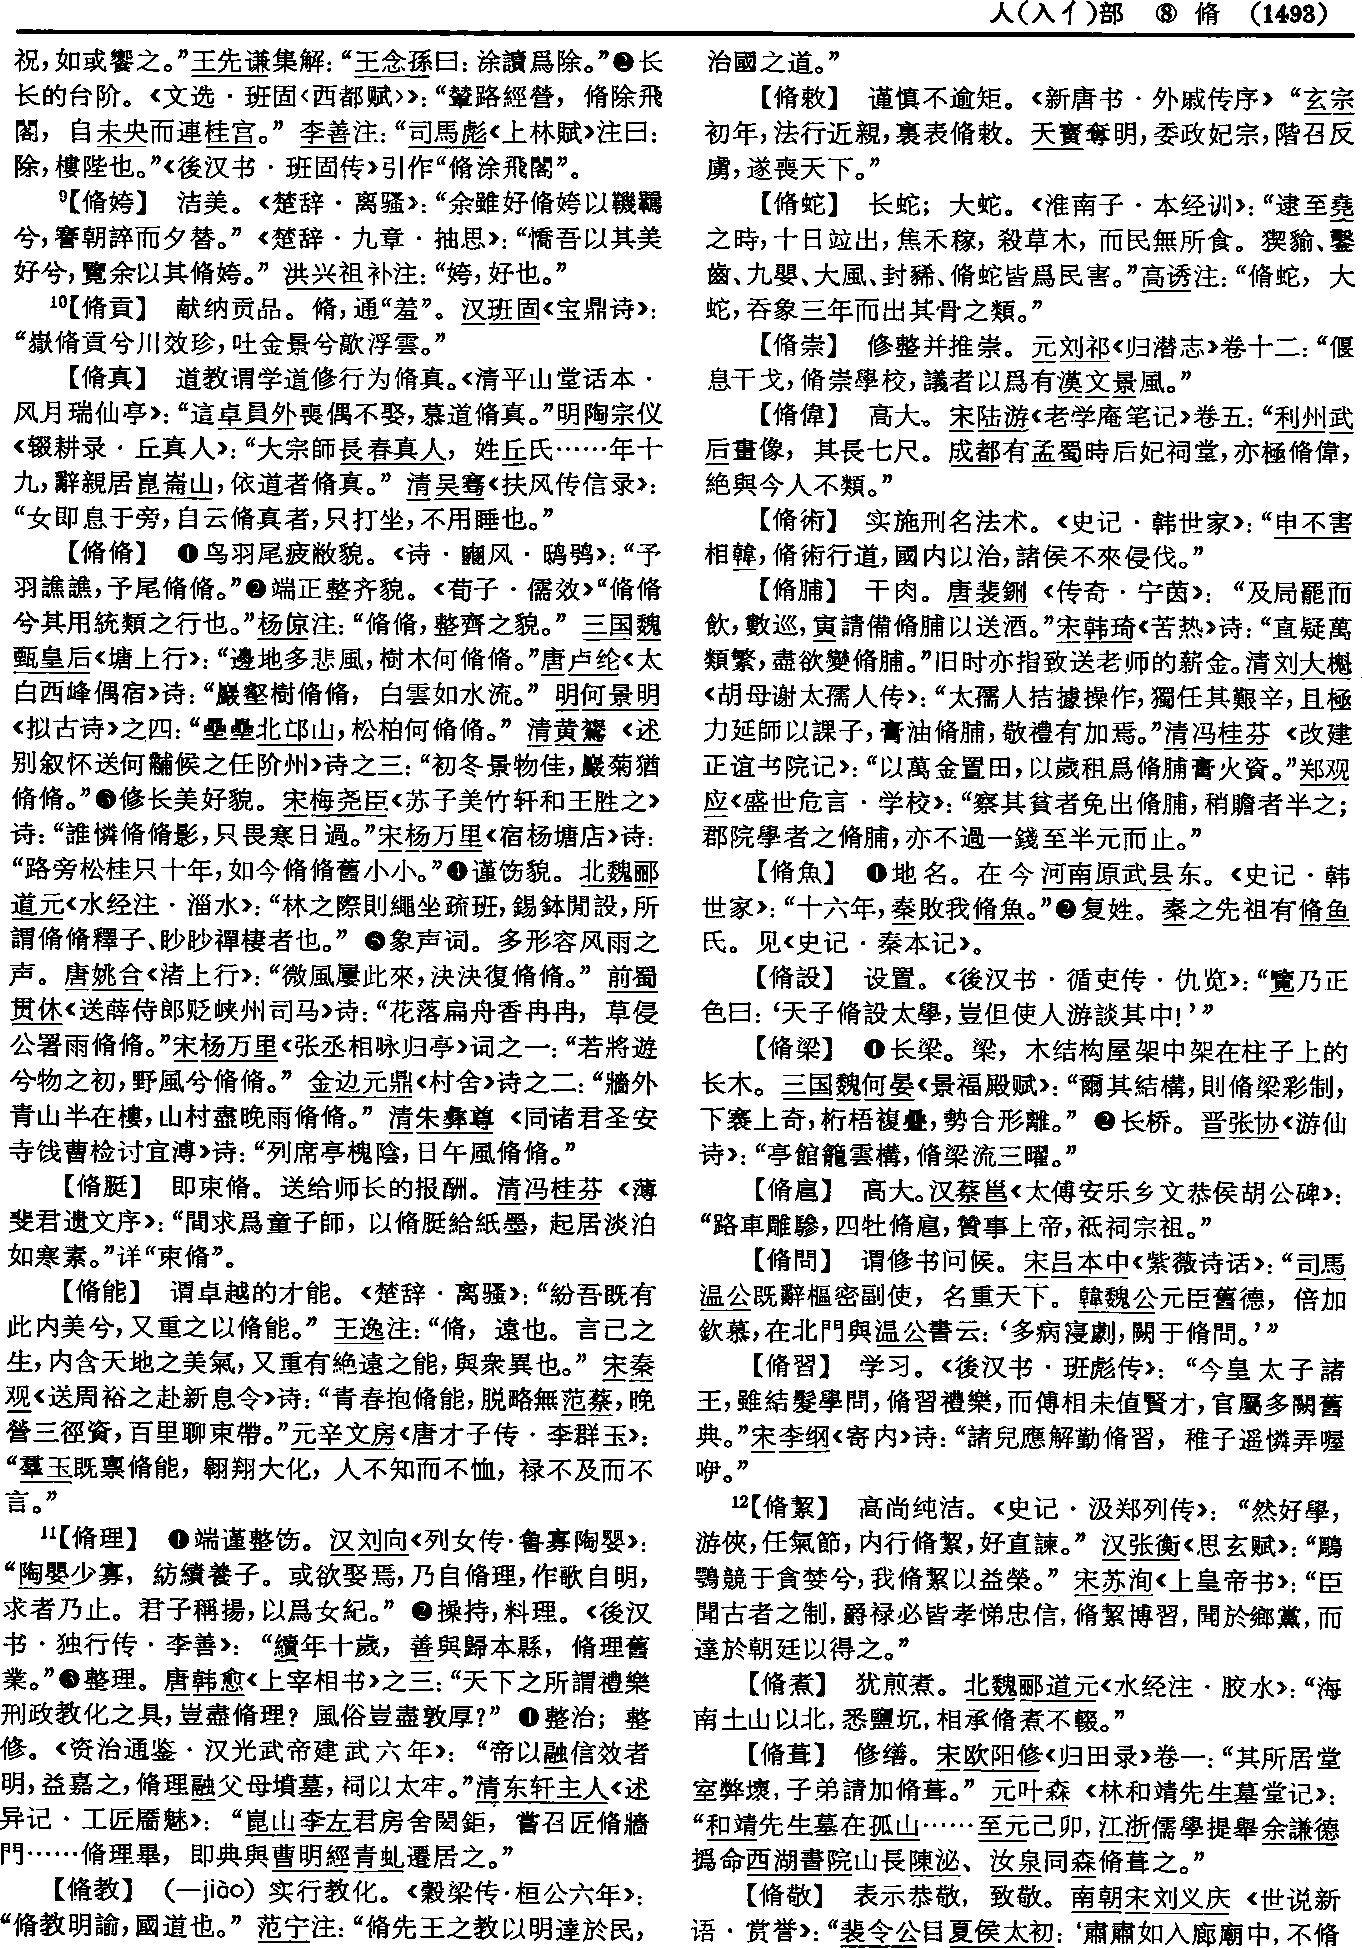 人(入亻)部 ⑧ 脩 (1493)
祝,如或饗之。”王先谦集解:“王念孫曰:涂讀爲除。”❷长
长的台阶。《文选·班固〈西都赋〉》:“輦路經營，脩除飛
閣，自未央而連桂宫。”李善注:“司馬彪《上林賦》注曰:
除,樓陛也。”《後汉书·班固传》引作“脩涂飛閣”。
⁹【脩姱】 洁美。《楚辞·离骚》:“余雖好脩姱以鞿羈
兮,謇朝誶而夕替。”《楚辞·九章·抽思》:“憍吾以其美
好兮,覽余以其脩姱。”洪兴祖补注:“姱,好也。”
¹⁰【脩貢】 献纳贡品。脩,通“羞”。汉班固《宝鼎诗》:
“嶽脩貢兮川效珍,吐金景兮歊浮雲。”
【脩真】 道教谓学道修行为脩真。《清平山堂话本·
风月瑞仙亭》:“這卓員外喪偶不娶,慕道脩真。”明陶宗仪
《辍耕录·丘真人》:“大宗師長春真人，姓丘氏……年十
九,辭親居崑崙山,依道者脩真。”清吴骞《扶风传信录》:
“女即息于旁,自云脩真者,只打坐,不用睡也。”
【脩脩】 ❶鸟羽尾疲敝貌。《诗·豳风·鸱鸮》:“予
羽譙譙,予尾脩脩。”❷端正整齐貌。《荀子·儒效》“脩脩
兮其用統類之行也。”杨倞注:“脩脩,整齊之貌。”三国魏
甄皇后《塘上行》:“邊地多悲風,樹木何脩脩。”唐卢纶《太
白西峰偶宿》诗:“巖壑樹脩脩，白雲如水流。”明何景明
《拟古诗》之四:“壘壘北邙山,松柏何脩脩。”清黄鷟《述
别叙怀送何黼候之任阶州》诗之三:“初冬景物佳,巖菊猶
脩脩。”❸修长美好貌。宋梅尧臣《苏子美竹轩和王胜之》
诗:“誰憐脩脩影,只畏寒日過。”宋杨万里《宿杨塘店》诗:
“路旁松桂只十年,如今脩脩舊小小。”❹谨饬貌。北魏郦
道元《水经注·淄水》:“林之際則繩坐疏班,錫鉢閒設,所
謂脩脩釋子、眇眇禪棲者也。”❺象声词。多形容风雨之
声。唐姚合《渚上行》:“微風屢此來,決決復脩脩。”前蜀
贯休《送薛侍郎贬峡州司马》诗:“花落扁舟香冉冉，草侵
公署雨脩脩。”宋杨万里《张丞相咏归亭》词之一:“若將遊
兮物之初,野風兮脩脩。”金边元鼎《村舍》诗之二:“牆外
青山半在樓,山村盡晚雨脩脩。”清朱彝尊《同诸君圣安
寺饯曹检讨宜溥》诗:“列席亭槐陰,日午風脩脩。”
【脩脡】 即束脩。送给师长的报酬。清冯桂芬《薄
斐君遗文序》:“間求爲童子師，以脩脡給紙墨，起居淡泊
如寒素。”详“束脩”。
【脩能】 谓卓越的才能。《楚辞·离骚》:“紛吾既有
此内美兮,又重之以脩能。”王逸注:“脩，遠也。言己之
生,内含天地之美氣,又重有絶遠之能,與衆異也。”宋秦
观《送周裕之赴新息令》诗:“青春抱脩能,脱略無范蔡,晚
營三徑資,百里聊束帶。”元辛文房《唐才子传·李群玉》:
“羣玉既禀脩能，翱翔大化，人不知而不恤，禄不及而不
言。”
¹¹【脩理】 ❶端谨整饬。汉刘向《列女传·鲁寡陶婴》:
“陶嬰少寡，紡績養子。或欲娶焉,乃自脩理,作歌自明,
求者乃止。君子稱揚,以爲女紀。”❷操持,料理。《後汉
书·独行传·李善》:“續年十歲，善與歸本縣，脩理舊
業。”❸整理。唐韩愈《上宰相书》之三:“天下之所謂禮樂
刑政教化之具,豈盡脩理？風俗豈盡敦厚？”❹整治；整
修。《资治通鉴·汉光武帝建武六年》:“帝以融信效著
明,益嘉之,脩理融父母墳墓,祠以太牢。”清东轩主人《述
异记·工匠厴魅》:“崑山李左君房舍閎鉅，嘗召匠脩牆
門……脩理畢，即典與曹明經青虬遷居之。”
【脩教】 (—jiào) 实行教化。《榖梁传·桓公六年》:
“脩教明諭,國道也。”范宁注:“脩先王之教以明達於民,
治國之道。”
【脩敕】 谨慎不逾矩。《新唐书·外戚传序》“玄宗
初年,法行近親,裏表脩敕。天寶奪明,委政妃宗,階召反
虜,遂喪天下。”
【脩蛇】 长蛇；大蛇。《淮南子·本经训》:“逮至堯
之時,十日竝出,焦禾稼，殺草木，而民無所食。猰貐、鑿
齒、九嬰、大風、封豨、脩蛇皆爲民害。”高诱注:“脩蛇，大
蛇,吞象三年而出其骨之類。”
【脩崇】 修整并推崇。元刘祁《归潜志》卷十二:“偃
息干戈,脩崇學校,議者以爲有漢文景風。”
【脩偉】 高大。宋陆游《老学庵笔记》卷五:“利州武
后畫像，其長七尺。成都有孟蜀時后妃祠堂,亦極脩偉,
絶與今人不類。”
【脩術】 实施刑名法术。《史记·韩世家》:“申不害
相韓,脩術行道,國内以治,諸侯不來侵伐。”
【脩脯】 干肉。唐裴鉶《传奇·宁茵》:“及局罷而
飲,數巡,寅請備脩脯以送酒。”宋韩琦《苦热》诗:“直疑萬
類繁,盡欲變脩脯。”旧时亦指致送老师的薪金。清刘大櫆
《胡母谢太孺人传》:“太孺人拮據操作,獨任其艱辛,且極
力延師以課子,膏油脩脯,敬禮有加焉。”清冯桂芬《改建
正谊书院记》:“以萬金置田,以歲租爲脩脯膏火資。”郑观
应《盛世危言·学校》:“察其貧者免出脩脯,稍贍者半之;
郡院學者之脩脯,亦不過一錢至半元而止。”
【脩魚】 ❶地名。在今河南原武县东。《史记·韩
世家》:“十六年,秦敗我脩魚。”❷复姓。秦之先祖有脩鱼
氏。见《史记·秦本记》。
【脩設】 设置。《後汉书·循吏传·仇览》:“覽乃正
色曰:‘天子脩設太學,豈但使人游談其中!’”
【脩梁】 ❶长梁。梁，木结构屋架中架在柱子上的
长木。三国魏何晏《景福殿赋》:“爾其結構,則脩梁彩制,
下褰上奇,桁梧複疊,勢合形離。”❷长桥。晋张协《游仙
诗》:“亭館籠雲構,脩梁流三曜。”
【脩扈】 高大。汉蔡邕《太傅安乐乡文恭侯胡公碑》:
“路車雕驂,四牡脩扈,贊事上帝,祗祠宗祖。”
【脩問】 谓修书问候。宋吕本中《紫薇诗话》:“司馬
温公既辭樞密副使，名重天下。韓魏公元臣舊德，倍加
欽慕,在北門與温公書云:‘多病寖劇,闕于脩問。’”
【脩習】 学习。《後汉书·班彪传》:“今皇太子諸
王,雖結髮學問,脩習禮樂,而傅相未值賢才,官屬多闕舊
典。”宋李纲《寄内》诗:“諸兒應解勤脩習，稚子遥憐弄喔
咿。”
¹²【脩絜】 高尚纯洁。《史记·汲郑列传》:“然好學,
游俠,任氣節,内行脩絜,好直諫。”汉张衡《思玄赋》:“鵰
鶚競于貪婪兮,我脩絜以益榮。”宋苏洵《上皇帝书》:“臣
聞古者之制,爵禄必皆孝悌忠信,脩絜博習,聞於鄉黨,而
達於朝廷以得之。”
【脩煮】 犹煎煮。北魏郦道元《水经注·胶水》:“海
南土山以北,悉鹽坑,相承脩煮不輟。”
【脩葺】 修缮。宋欧阳修《归田录》卷一:“其所居堂
室弊壞,子弟請加脩葺。”元叶森《林和靖先生墓堂记》:
“和靖先生墓在孤山……至元己卯,江浙儒學提舉余謙德
撝命西湖書院山長陳泌、汝泉同森脩葺之。”
【脩敬】 表示恭敬，致敬。南朝宋刘义庆《世说新
语·赏誉》:“裴令公目夏侯太初:‘肅肅如入廊廟中,不脩